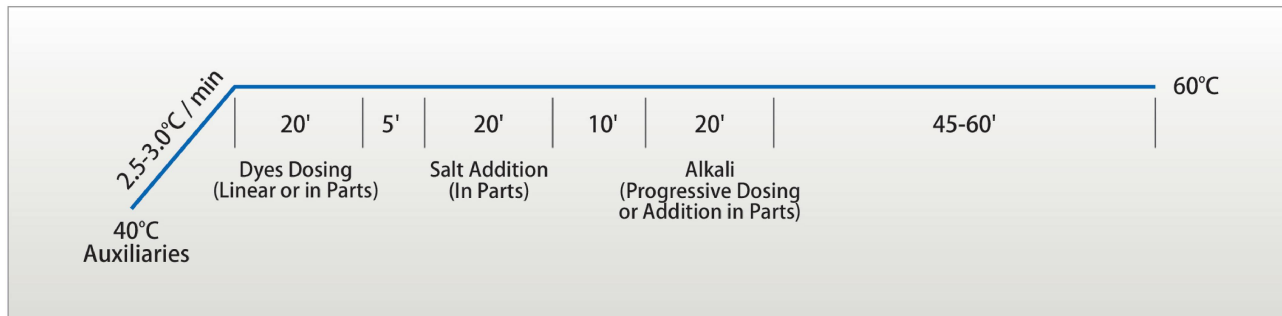 2.5-3.0°C / min
60°C
20'
5'
20'
10'
20'
45-60'
Dyes Dosing
(Linear or in Parts)
Salt Addition
(In Parts)
Alkali
(Progressive Dosing
or Addition in Parts)
40°C
Auxiliaries